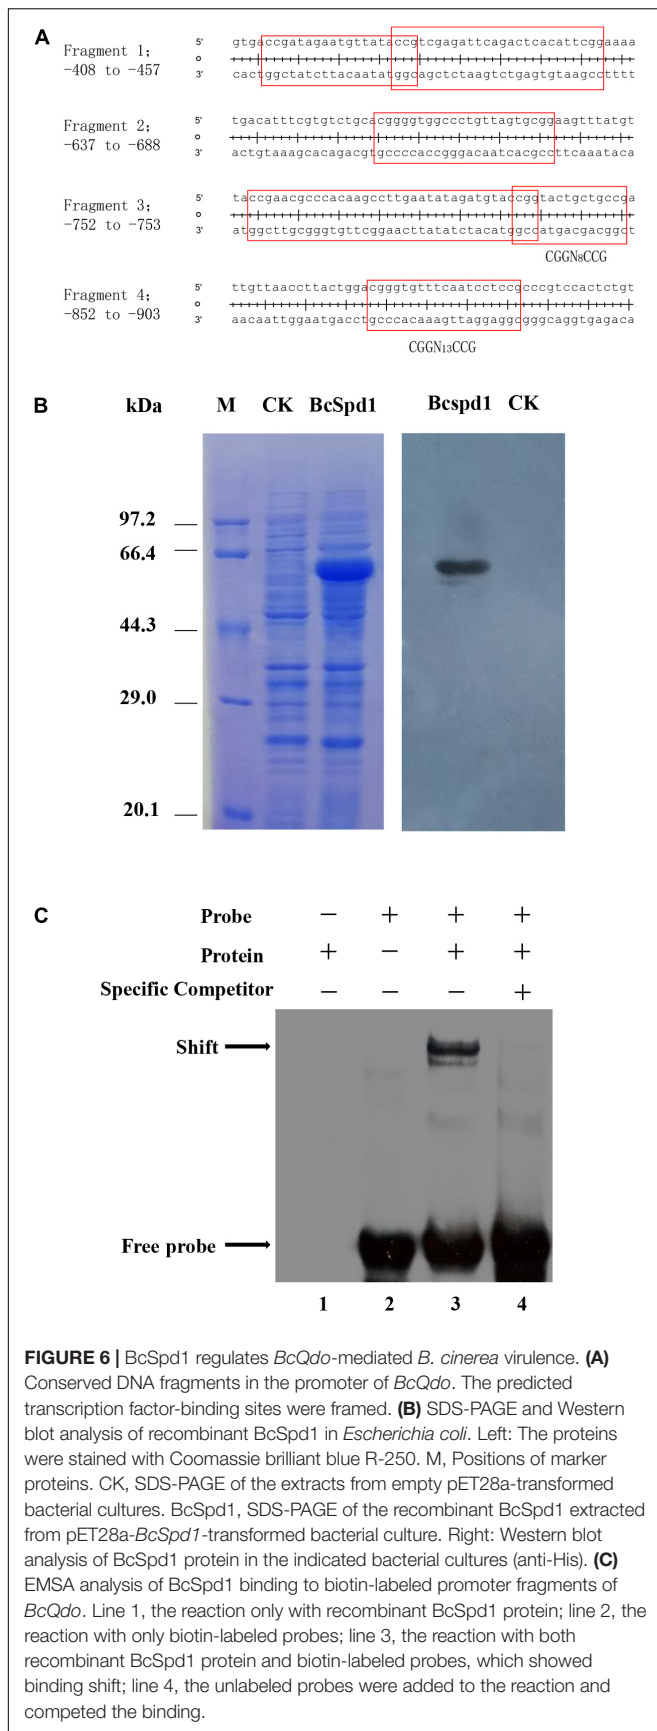 A
Fragment 1;
-408 to -457
5' gtgaccgatagaatgttataccgtcgagattcagactcacattcggaaaa
0
3' cactggctatcttacaatatggcagctctaagtctgagtgtaagccttttt
Fragment 2;
-637 to -688
5' tgacatttcgtgtctgcacggggtggccctgttagtgcggaagtttatgt
0
3' actgtaaagcacagacgtgccccaccgggacaatcacgccttcaaataca
Fragment 3;
-752 to -753
5' taccgaacgcccacaagccttgaatatagatgtaccggtactgctgccga
0
3' atggcttgcgggtgttcggaacttatatctacatggccatgacgacggct
CGGN8CCG
Fragment 4;
-852 to -903
5' ttgttaaccttactggacgggtgtttcaatcctccgcccgtccactctgt
0
3' aacaattggaatgacctgcccacaaagttaggaggcgggcaggtgagaca
CGGN13CCG
B
kDa M CK BcSpd1 Bcspd1 CK
97.2
66.4
44.3
29.0
20.1
C
Probe − + + +
Protein + − + +
Specific Competitor − − − +
Shift
Free probe
1 2 3 4
FIGURE 6 | BcSpd1 regulates BcQdo-mediated B. cinerea virulence. (A)
Conserved DNA fragments in the promoter of BcQdo. The predicted
transcription factor-binding sites were framed. (B) SDS-PAGE and Western
blot analysis of recombinant BcSpd1 in Escherichia coli. Left: The proteins
were stained with Coomassie brilliant blue R-250. M, Positions of marker
proteins. CK, SDS-PAGE of the extracts from empty pET28a-transformed
bacterial cultures. BcSpd1, SDS-PAGE of the recombinant BcSpd1 extracted
from pET28a-BcSpd1-transformed bacterial culture. Right: Western blot
analysis of BcSpd1 protein in the indicated bacterial cultures (anti-His). (C)
EMSA analysis of BcSpd1 binding to biotin-labeled promoter fragments of
BcQdo. Line 1, the reaction only with recombinant BcSpd1 protein; line 2, the
reaction with only biotin-labeled probes; line 3, the reaction with both
recombinant BcSpd1 protein and biotin-labeled probes, which showed
binding shift; line 4, the unlabeled probes were added to the reaction and
competed the binding.